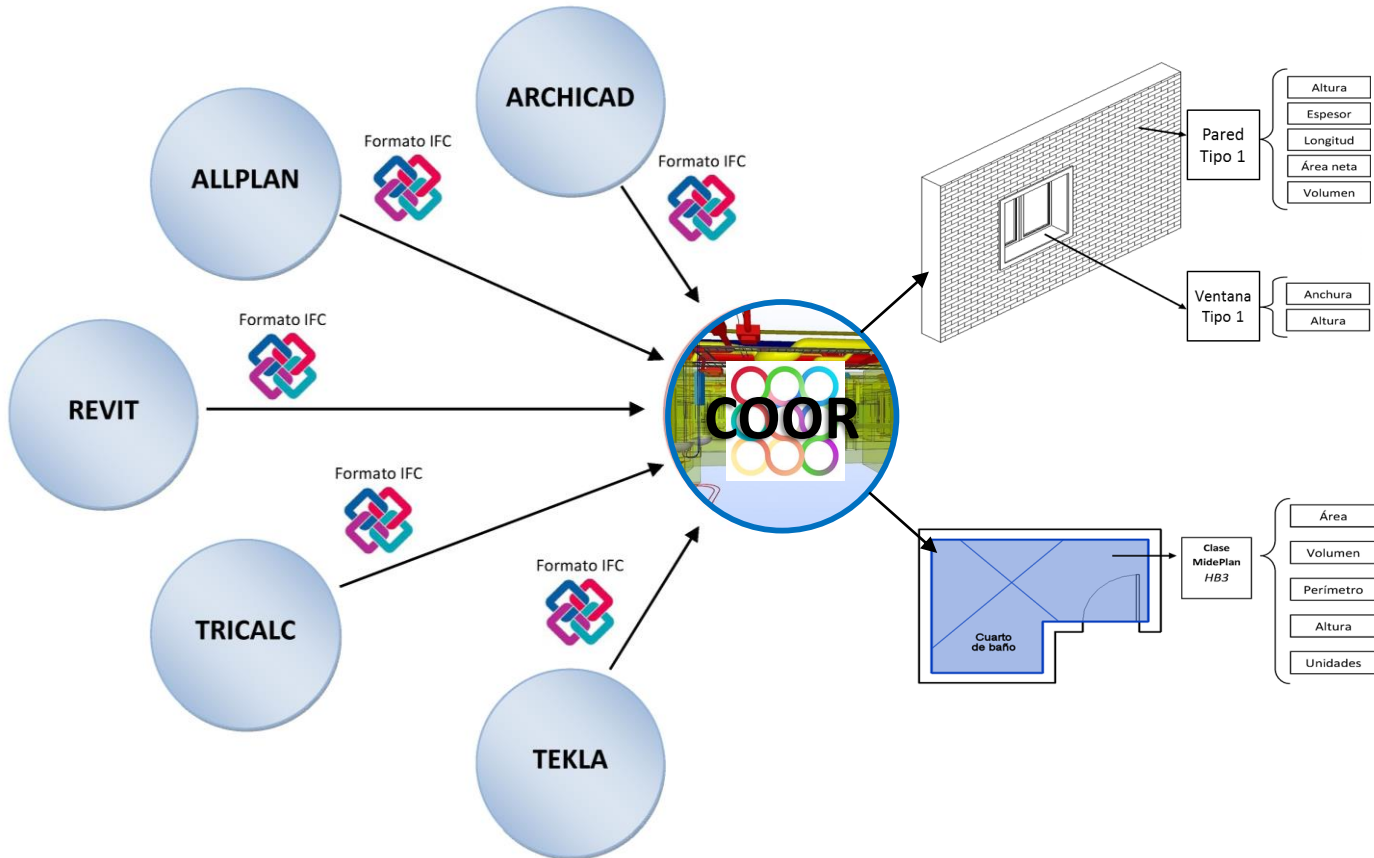 ARCHICAD
Formato IFC
ALLPLAN
Formato IFC
Formato IFC
REVIT
Formato IFC
TRICALC
Formato IFC
TEKLA
COOR
Pared
Tipo 1
Altura
Espesor
Longitud
Área neta
Volumen
Ventana
Tipo 1
Anchura
Altura
Cuarto
de baño
Clase
MidePlan
HB3
Área
Volumen
Perímetro
Altura
Unidades